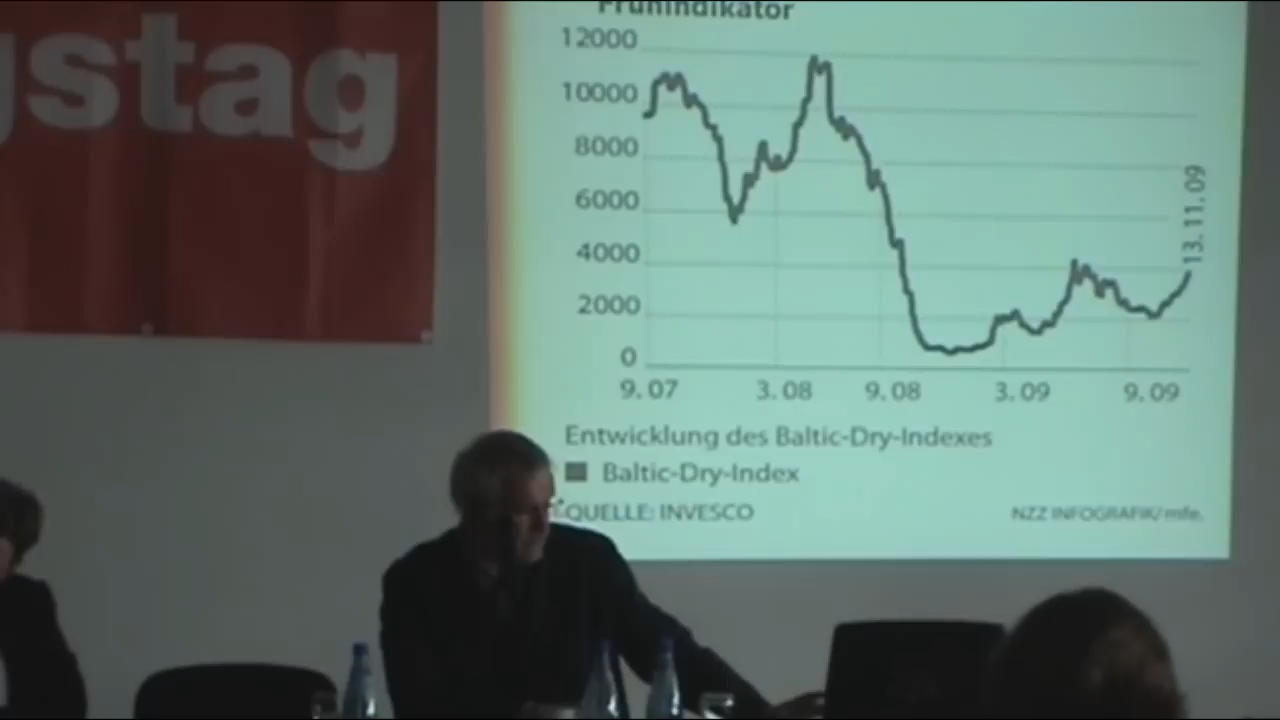 gstag
Frühindikator
12000
10000
8000
6000
4000
2000
0
9.07 3.08 9.08 3.09 9.09
13.11.09
Entwicklung des Baltic-Dry-Indexes
Baltic-Dry-Index
QUELLE: INVESCO
NZZ INFOGRAFIK/mfe.